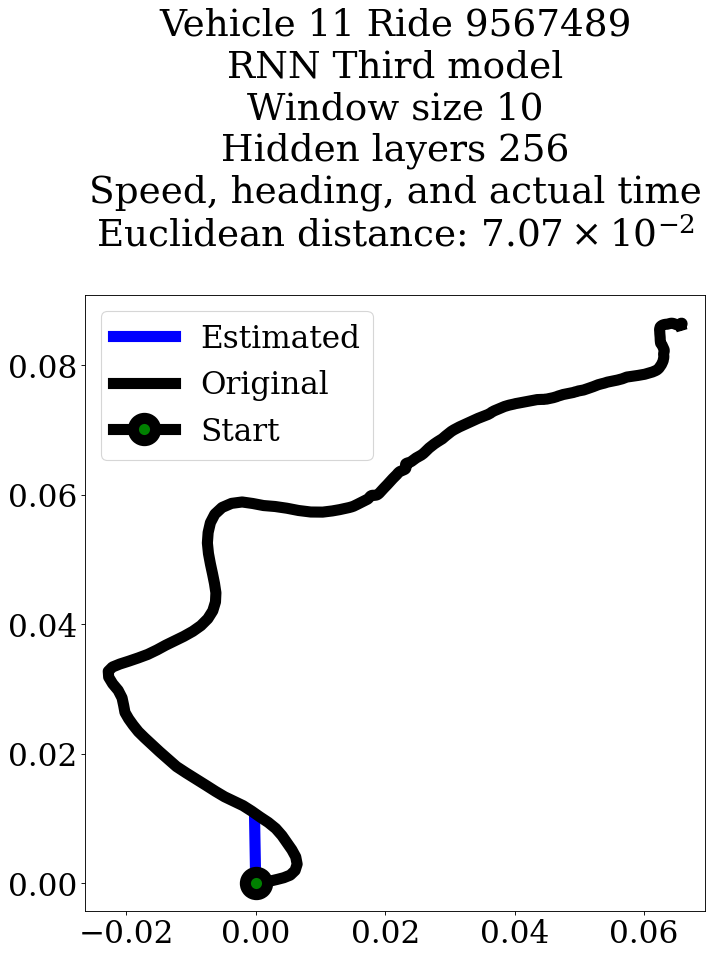 Vehicle 11 Ride 9567489
RNN Third model
Window size 10
Hidden layers 256
Speed, heading, and actual time
Euclidean distance: 7.07 × 10⁻²
Estimated
Original
Start
0.08
0.06
0.04
0.02
0.00
−0.02 0.00 0.02 0.04 0.06